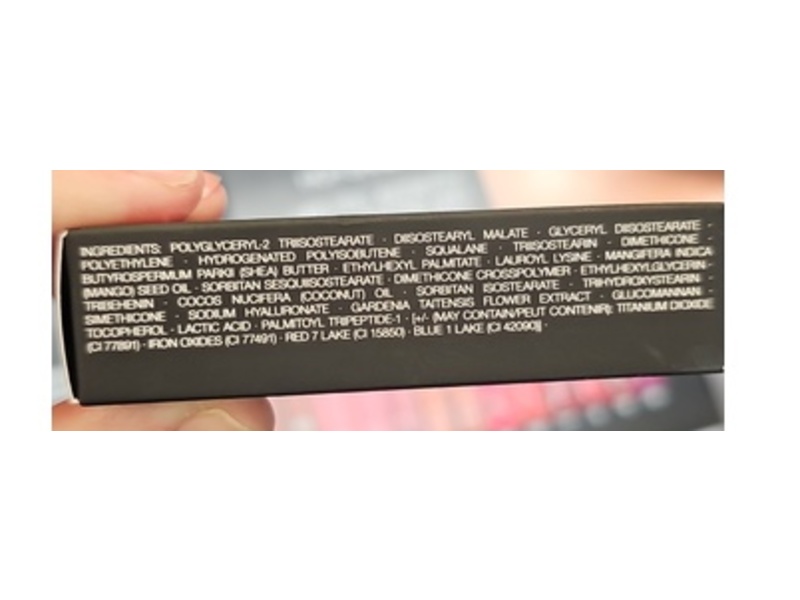 INGREDIENTS: POLYGLYCERYL-2 TRIISOSTEARATE · DIISOSTEARYL MALATE · GLYCERYL DIISOSTEARATE ·
POLYETHYLENE · HYDROGENATED POLYISOBUTENE · SQUALANE · TRIISOSTEARIN · DIMETHICONE ·
BUTYROSPERMUM PARKII (SHEA) BUTTER · ETHYLHEXYL PALMITATE · LAUROYL LYSINE · MANGIFERA INDICA
(MANGO) SEED OIL · SORBITAN SESQUIISOSTEARATE · DIMETHICONE CROSSPOLYMER · ETHYLHEXYLGLYCERIN ·
TRIBEHENIN · COCOS NUCIFERA (COCONUT) OIL · SORBITAN ISOSTEARATE · TRIHYDROXYSTEARIN ·
SIMETHICONE · SODIUM HYALURONATE · GARDENIA TAITENSIS FLOWER EXTRACT · GLUCOMANNAN ·
TOCOPHEROL · LACTIC ACID · PALMITOYL TRIPEPTIDE-1 · [+/- (MAY CONTAIN/PEUT CONTENIR): TITANIUM DIOXIDE
(CI 77891) · IRON OXIDES (CI 77491) · RED 7 LAKE (CI 15850) · BLUE 1 LAKE (CI 42090)] ·